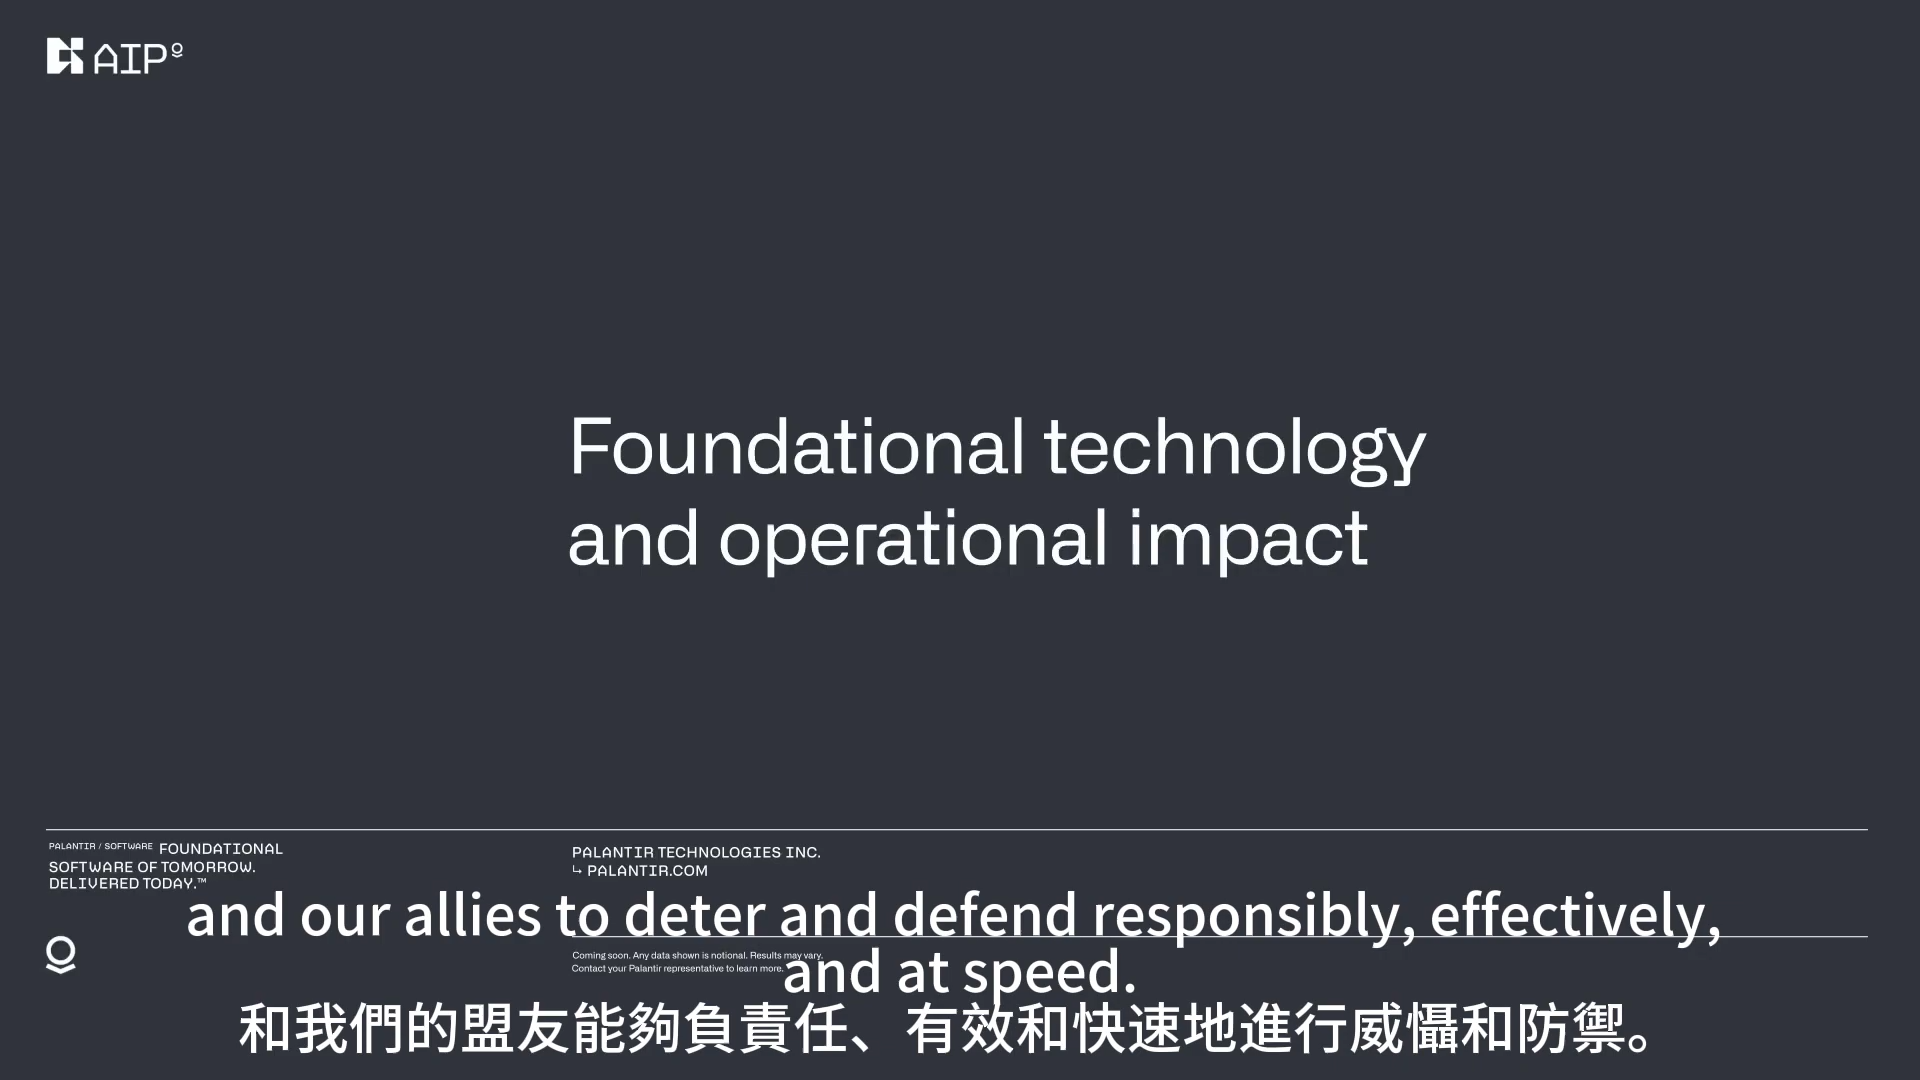 AIP
Foundational technology
and operational impact
PALANTIR / SOFTWARE FOUNDATIONAL
SOFTWARE OF TOMORROW.
DELIVERED TODAY.™
PALANTIR TECHNOLOGIES INC.
↳ PALANTIR.COM
Coming soon. Any data shown is notional. Results may vary.
Contact your Palantir representative to learn more.
and our allies to deter and defend responsibly, effectively,
and at speed.
和我們的盟友能夠負責任、有效和快速地進行威懾和防禦。